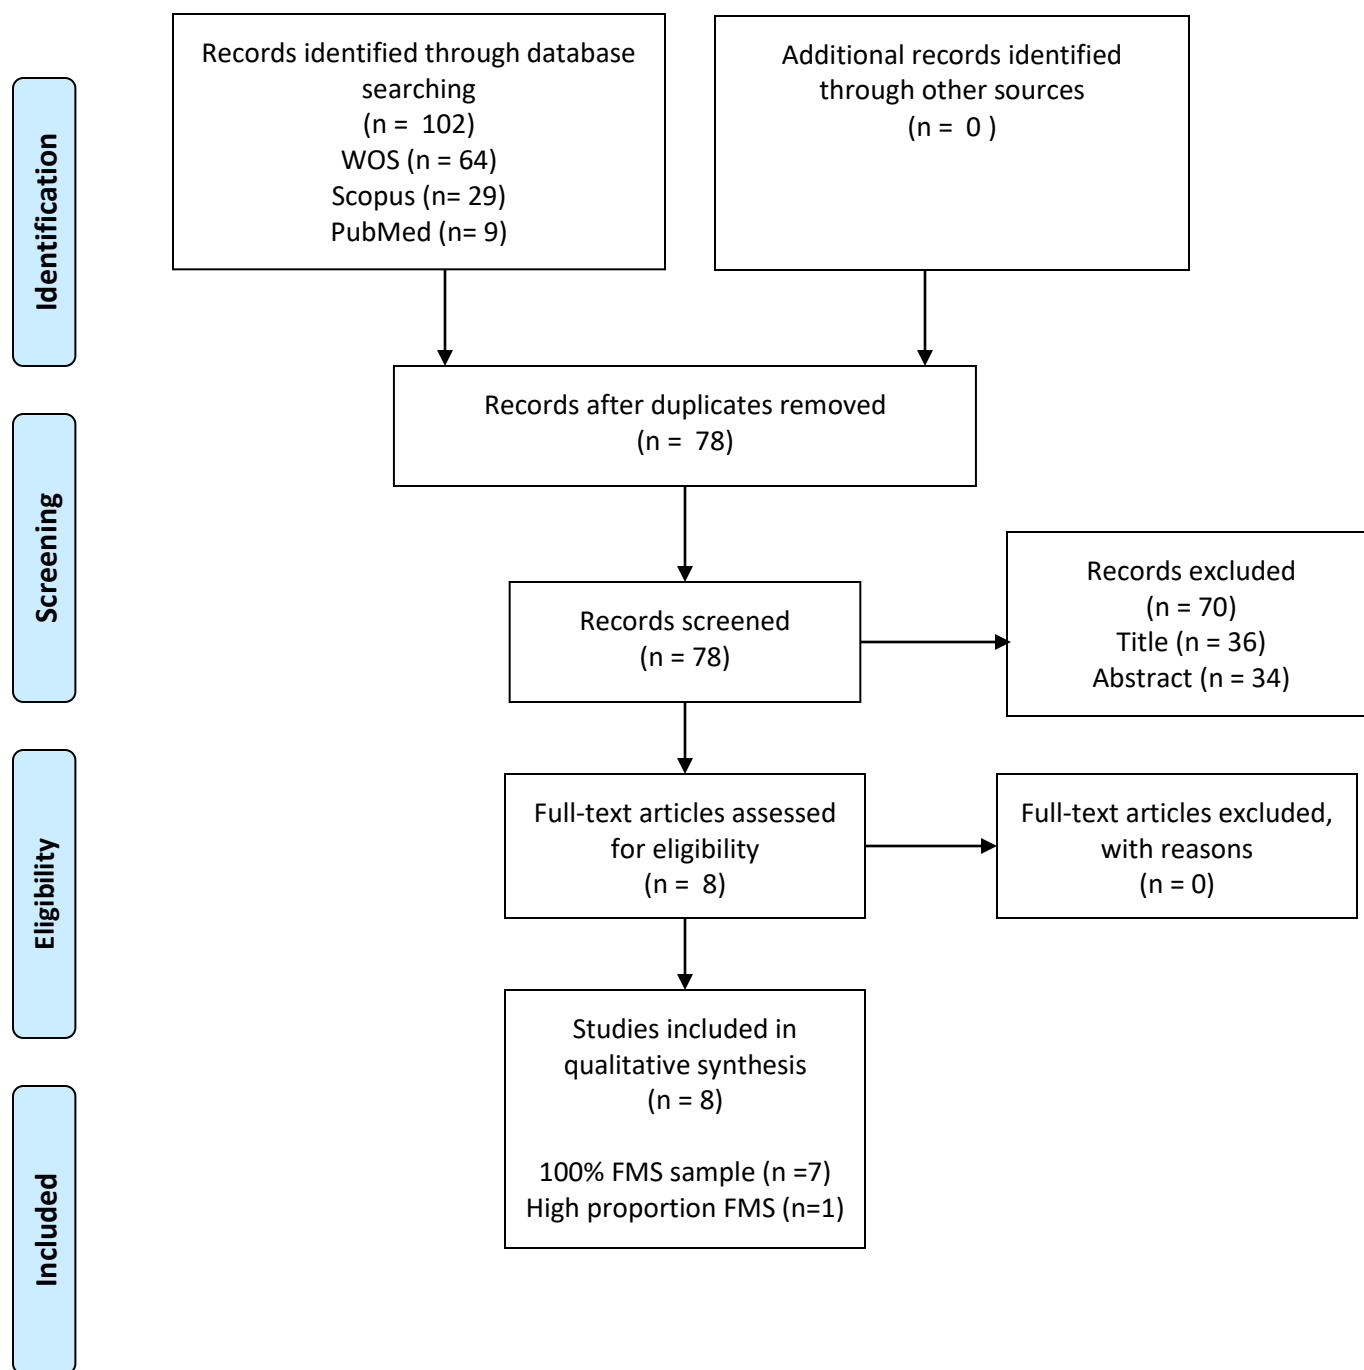 Identification
Records identified through database
searching
(n =  102)
WOS (n = 64)
Scopus (n= 29)
PubMed (n= 9)
Additional records identified
through other sources
(n =  0 )
Records after duplicates removed
(n =  78)
Screening
Records screened
(n = 78)
Records excluded
(n = 70)
Title (n = 36)
Abstract (n = 34)
Eligibility
Full-text articles assessed
for eligibility
(n =  8)
Full-text articles excluded,
with reasons
(n = 0)
Included
Studies included in
qualitative synthesis
(n = 8)
100% FMS sample (n =7)
High proportion FMS (n=1)